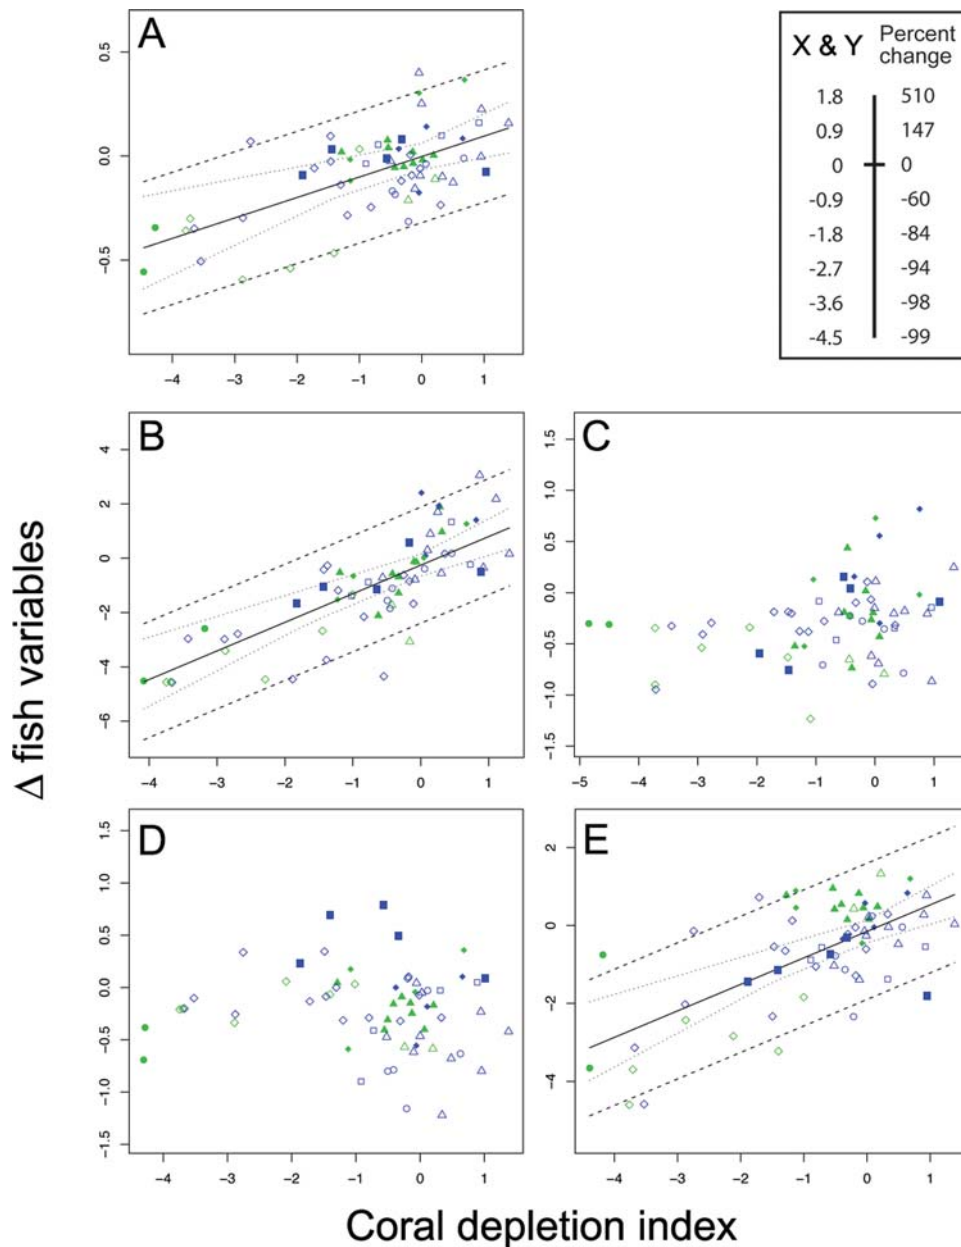 A
0.5
0.0
−0.5
−4 −3 −2 −1 0 1
X & Y Percent change
1.8 510
0.9 147
0 0
-0.9 -60
-1.8 -84
-2.7 -94
-3.6 -98
-4.5 -99
B
4
2
0
−2
−4
−6
−4 −3 −2 −1 0 1
C
1.5
1.0
0.5
0.0
−0.5
−1.0
−1.5
−5 −4 −3 −2 −1 0 1
Δ fish variables
D
1.5
1.0
0.5
0.0
−0.5
−1.0
−1.5
−4 −3 −2 −1 0 1
E
2
0
−2
−4
−4 −3 −2 −1 0 1
Coral depletion index